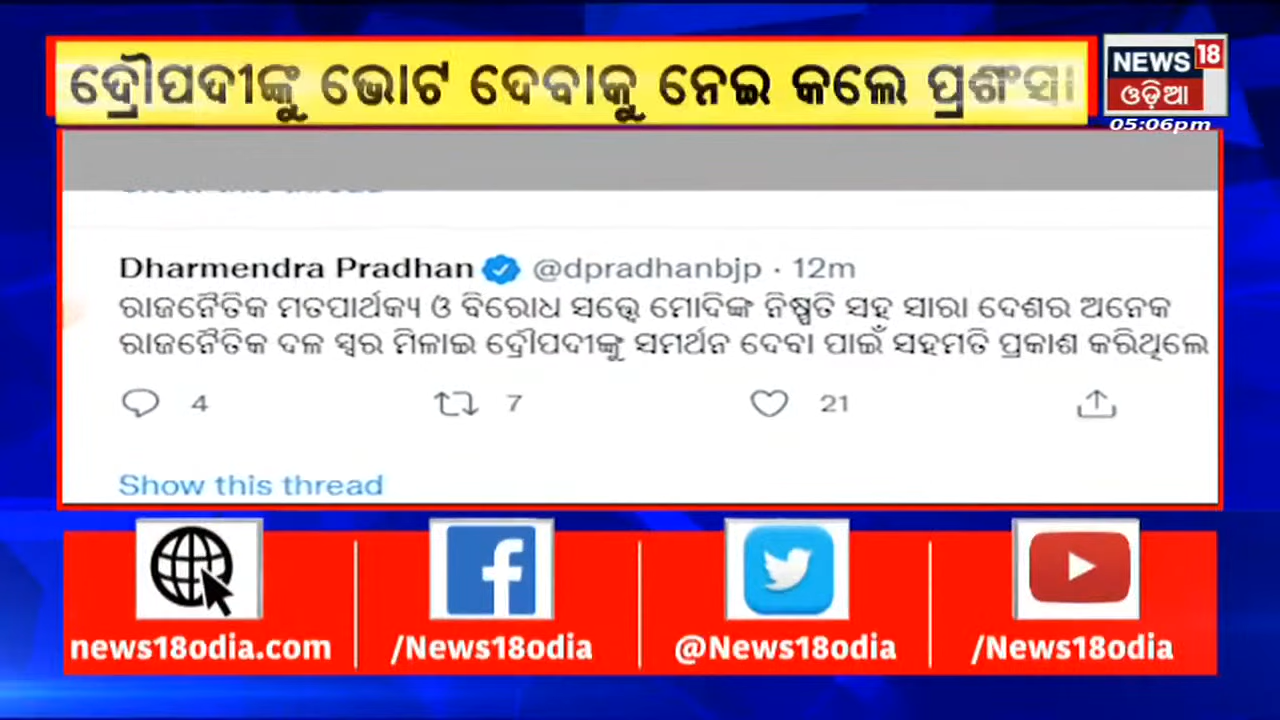 ଦ୍ରୌପଦୀଙ୍କୁ ଭୋଟ ଦେବାକୁ ନେଇ କଲେ ପ୍ରଶଂସା
NEWS 18
ଓଡ଼ିଆ
05:06pm
Dharmendra Pradhan @dpradhanbjp · 12m
ରାଜନୈତିକ ମତପାର୍ଥକ୍ୟ ଓ ବିରୋଧ ସତ୍ତ୍ୱେ ମୋଦିଙ୍କ ନିଷ୍ପତି ସହ ସାରା ଦେଶର ଅନେକ
ରାଜନୈତିକ ଦଳ ସ୍ୱର ମିଳାଇ ଦ୍ରୌପଦୀଙ୍କୁ ସମର୍ଥନ ଦେବା ପାଇଁ ସହମତି ପ୍ରକାଶ କରିଥିଲେ
4 7 21
Show this thread
news18odia.com /News18odia @News18odia /News18odia